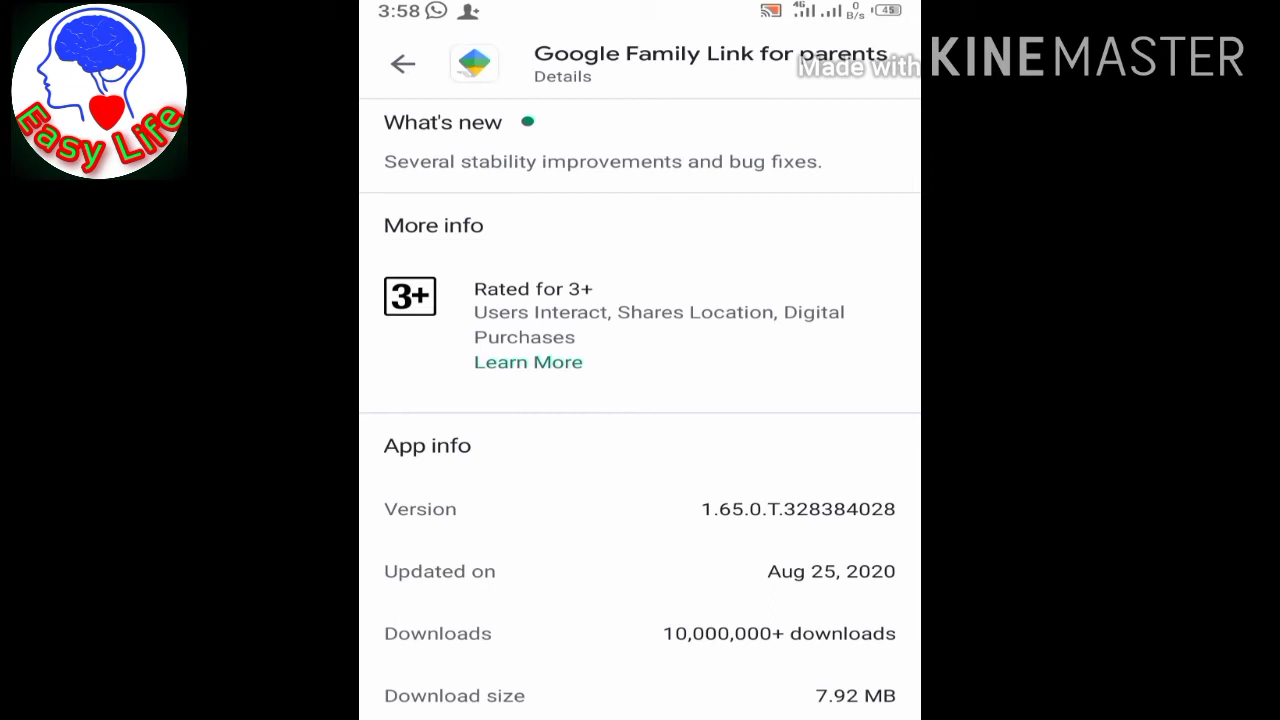 3:58
4G
0
B/s
45
Google Family Link for parents
Details
Made with KINEMASTER
Easy Life
What's new
Several stability improvements and bug fixes.
More info
3+
Rated for 3+
Users Interact, Shares Location, Digital
Purchases
Learn More
App info
Version 1.65.0.T.328384028
Updated on Aug 25, 2020
Downloads 10,000,000+ downloads
Download size 7.92 MB